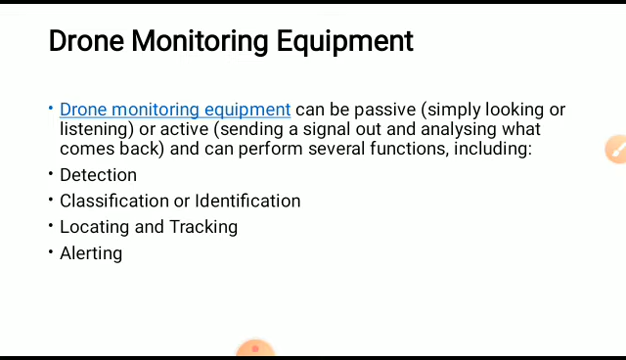 Drone Monitoring Equipment
• Drone monitoring equipment can be passive (simply looking or
listening) or active (sending a signal out and analysing what
comes back) and can perform several functions, including:
• Detection
• Classification or Identification
• Locating and Tracking
• Alerting